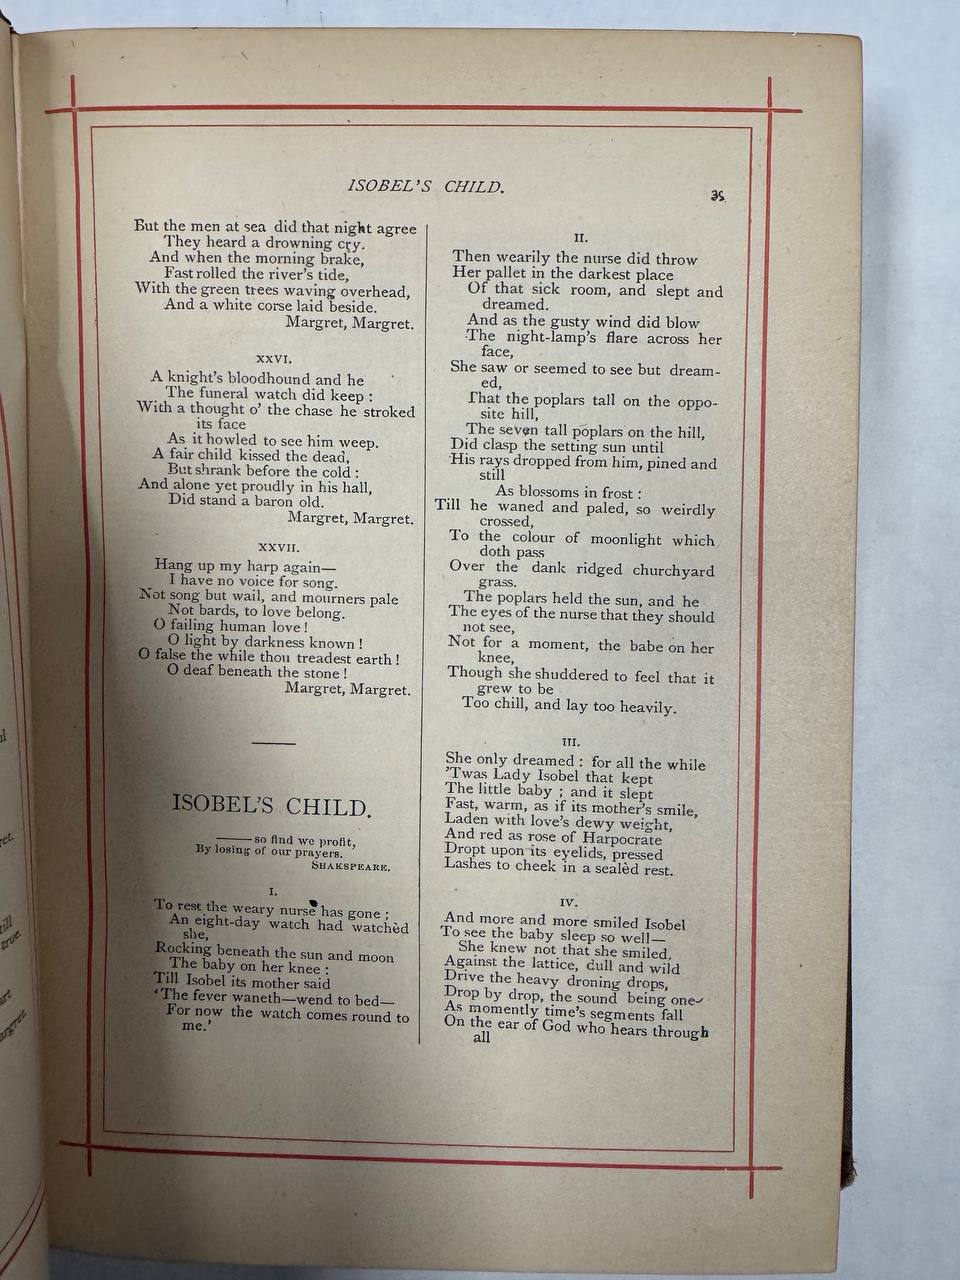 ISOBEL'S CHILD.
35
But the men at sea did that night agree
They heard a drowning cry.
And when the morning brake,
Fast rolled the river's tide,
With the green trees waving overhead,
And a white corse laid beside.
Margret, Margret.
XXVI.
A knight's bloodhound and he
The funeral watch did keep :
With a thought o' the chase he stroked
its face
As it howled to see him weep.
A fair child kissed the dead,
But shrank before the cold :
And alone yet proudly in his hall,
Did stand a baron old.
Margret, Margret.
XXVII.
Hang up my harp again—
I have no voice for song.
Not song but wail, and mourners pale
Not bards, to love belong.
O failing human love !
O light by darkness known !
O false the while thou treadest earth !
O deaf beneath the stone !
Margret, Margret.
ISOBEL'S CHILD.
—— so find we profit,
By losing of our prayers.
SHAKSPEARE.
I.
To rest the weary nurse has gone ;
An eight-day watch had watchèd
she,
Rocking beneath the sun and moon
The baby on her knee :
Till Isobel its mother said
'The fever waneth—wend to bed—
For now the watch comes round to
me.'
II.
Then wearily the nurse did throw
Her pallet in the darkest place
Of that sick room, and slept and
dreamed.
And as the gusty wind did blow
The night-lamp's flare across her
face,
She saw or seemed to see but dream-
ed,
That the poplars tall on the oppo-
site hill,
The seven tall poplars on the hill,
Did clasp the setting sun until
His rays dropped from him, pined and
still
As blossoms in frost :
Till he waned and paled, so weirdly
crossed,
To the colour of moonlight which
doth pass
Over the dank ridged churchyard
grass.
The poplars held the sun, and he
The eyes of the nurse that they should
not see,
Not for a moment, the babe on her
knee,
Though she shuddered to feel that it
grew to be
Too chill, and lay too heavily.
III.
She only dreamed : for all the while
'Twas Lady Isobel that kept
The little baby ; and it slept
Fast, warm, as if its mother's smile,
Laden with love's dewy weight,
And red as rose of Harpocrate
Dropt upon its eyelids, pressed
Lashes to cheek in a sealèd rest.
IV.
And more and more smiled Isobel
To see the baby sleep so well—
She knew not that she smiled.
Against the lattice, dull and wild
Drive the heavy droning drops,
Drop by drop, the sound being one—
As momently time's segments fall
On the ear of God who hears through
all